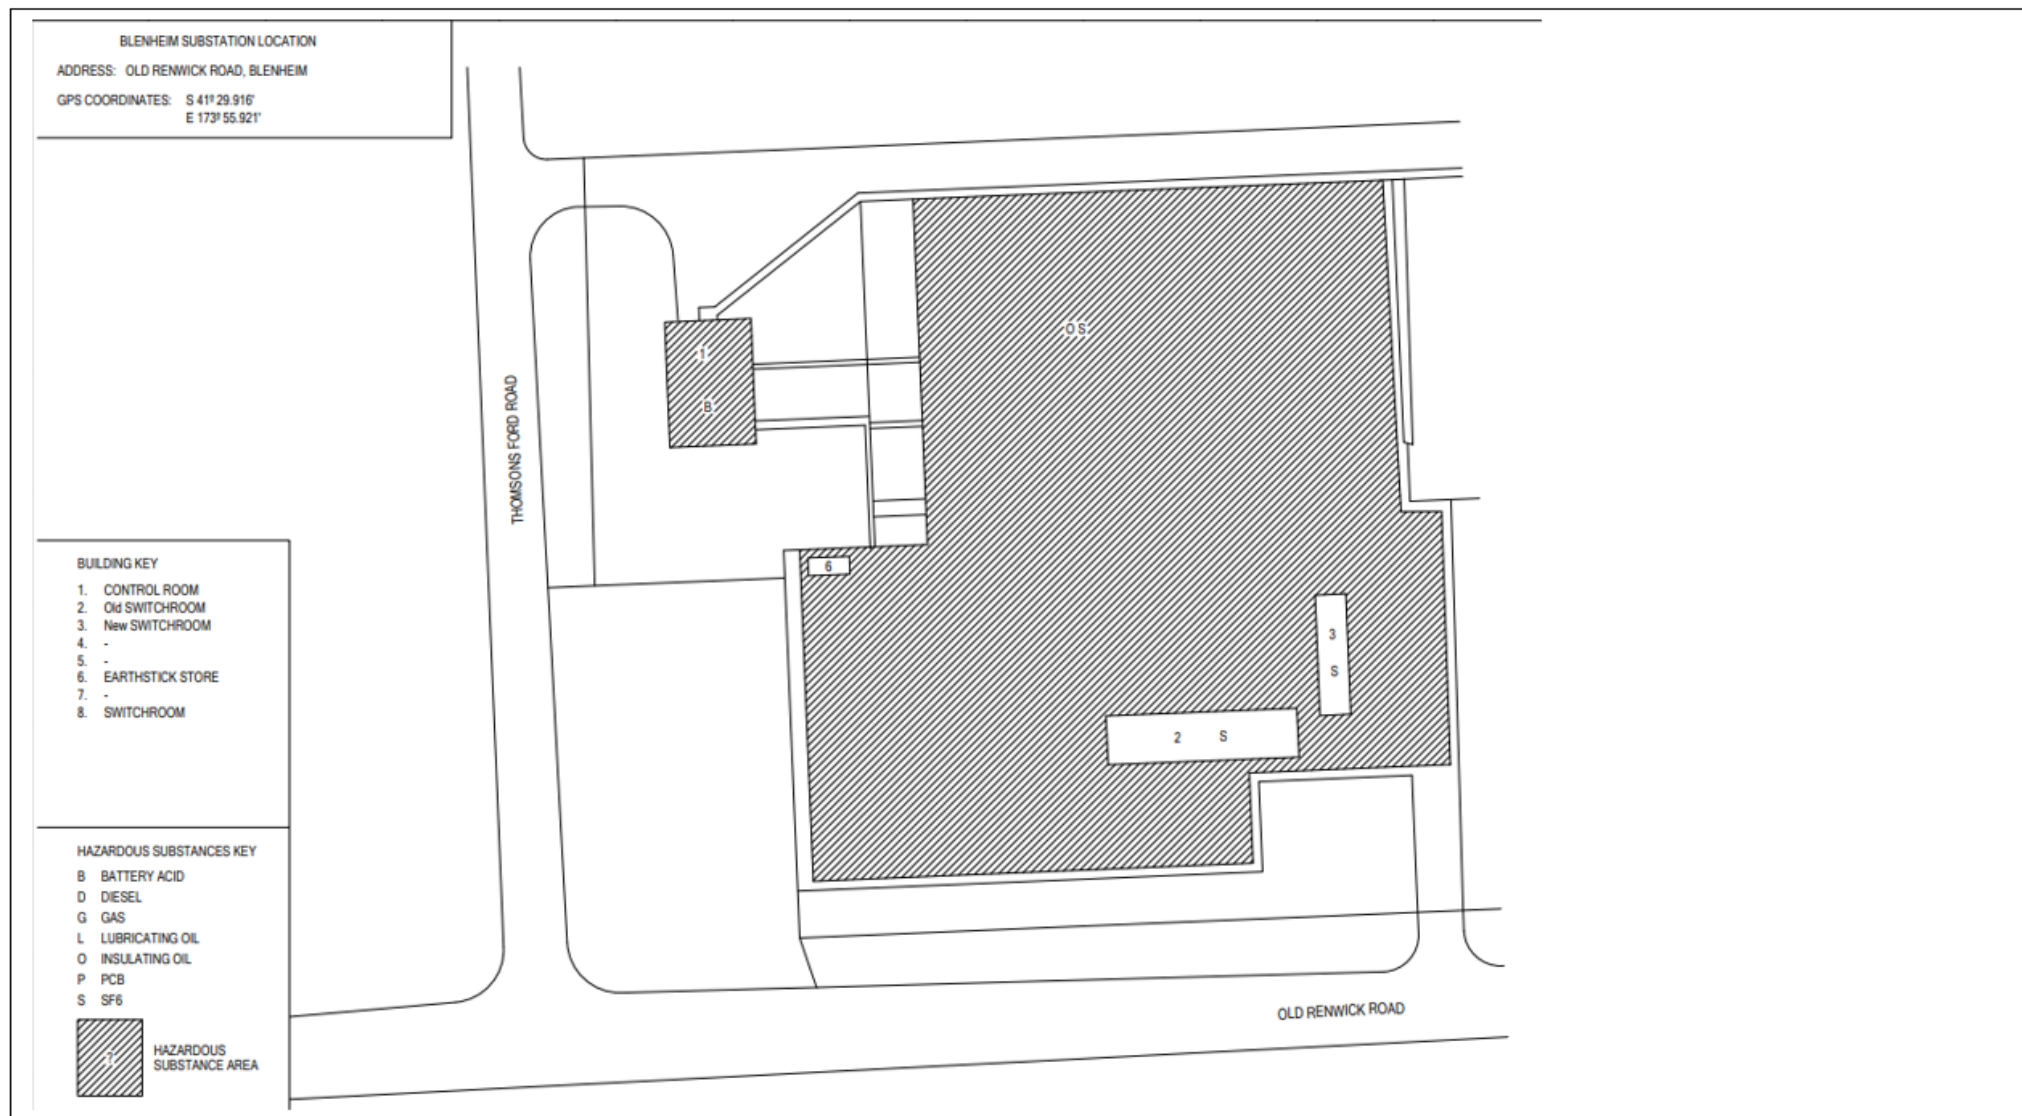 BLENHEIM SUBSTATION LOCATION
ADDRESS: OLD RENWICK ROAD, BLENHEIM
GPS COORDINATES: S 41º 29.916'
E 173º 55.921'
THOMSONS FORD ROAD
1
B
O S
6
3
S
2 S
OLD RENWICK ROAD
BUILDING KEY
1. CONTROL ROOM
2. Old SWITCHROOM
3. New SWITCHROOM
4. -
5. -
6. EARTHSTICK STORE
7. -
8. SWITCHROOM
HAZARDOUS SUBSTANCES KEY
B BATTERY ACID
D DIESEL
G GAS
L LUBRICATING OIL
O INSULATING OIL
P PCB
S SF6
?
HAZARDOUS
SUBSTANCE AREA